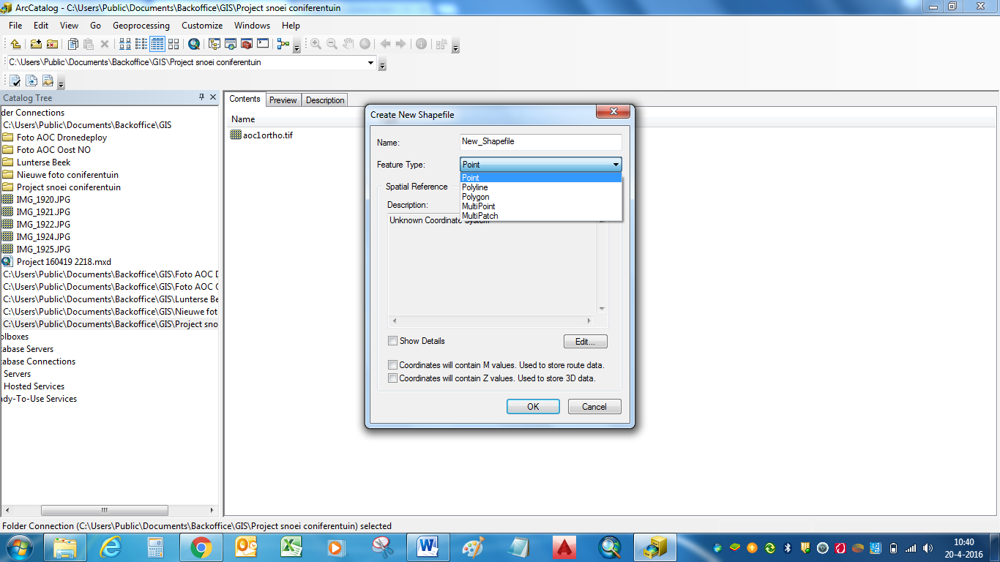 ArcCatalog - C:\Users\Public\Documents\Backoffice\GIS\Project snoei coniferentuin
File Edit View Go Geoprocessing Customize Windows Help
C:\Users\Public\Documents\Backoffice\GIS\Project snoei coniferentuin
Catalog Tree
der Connections
C:\Users\Public\Documents\Backoffice\GIS
Foto AOC Dronedeploy
Foto AOC Oost NO
Lunterse Beek
Nieuwe foto coniferentuin
Project snoei coniferentuin
IMG_1920.JPG
IMG_1921.JPG
IMG_1922.JPG
IMG_1924.JPG
IMG_1925.JPG
Project 160419 2218.mxd
C:\Users\Public\Documents\Backoffice\GIS\Foto AOC D
C:\Users\Public\Documents\Backoffice\GIS\Foto AOC O
C:\Users\Public\Documents\Backoffice\GIS\Lunterse Be
C:\Users\Public\Documents\Backoffice\GIS\Nieuwe fot
C:\Users\Public\Documents\Backoffice\GIS\Project sno
olboxes
tabase Servers
tabase Connections
Servers
Hosted Services
ady-To-Use Services
Contents Preview Description
Name
aoc1ortho.tif
Create New Shapefile
Name: New_Shapefile
Feature Type: Point
Point
Polyline
Polygon
MultiPoint
MultiPatch
Spatial Reference
Description:
Unknown Coordinate System
Show Details
Edit...
Coordinates will contain M values. Used to store route data.
Coordinates will contain Z values. Used to store 3D data.
OK Cancel
Folder Connection (C:\Users\Public\Documents\Backoffice\GIS\Project snoei coniferentuin) selected
10:40
20-4-2016